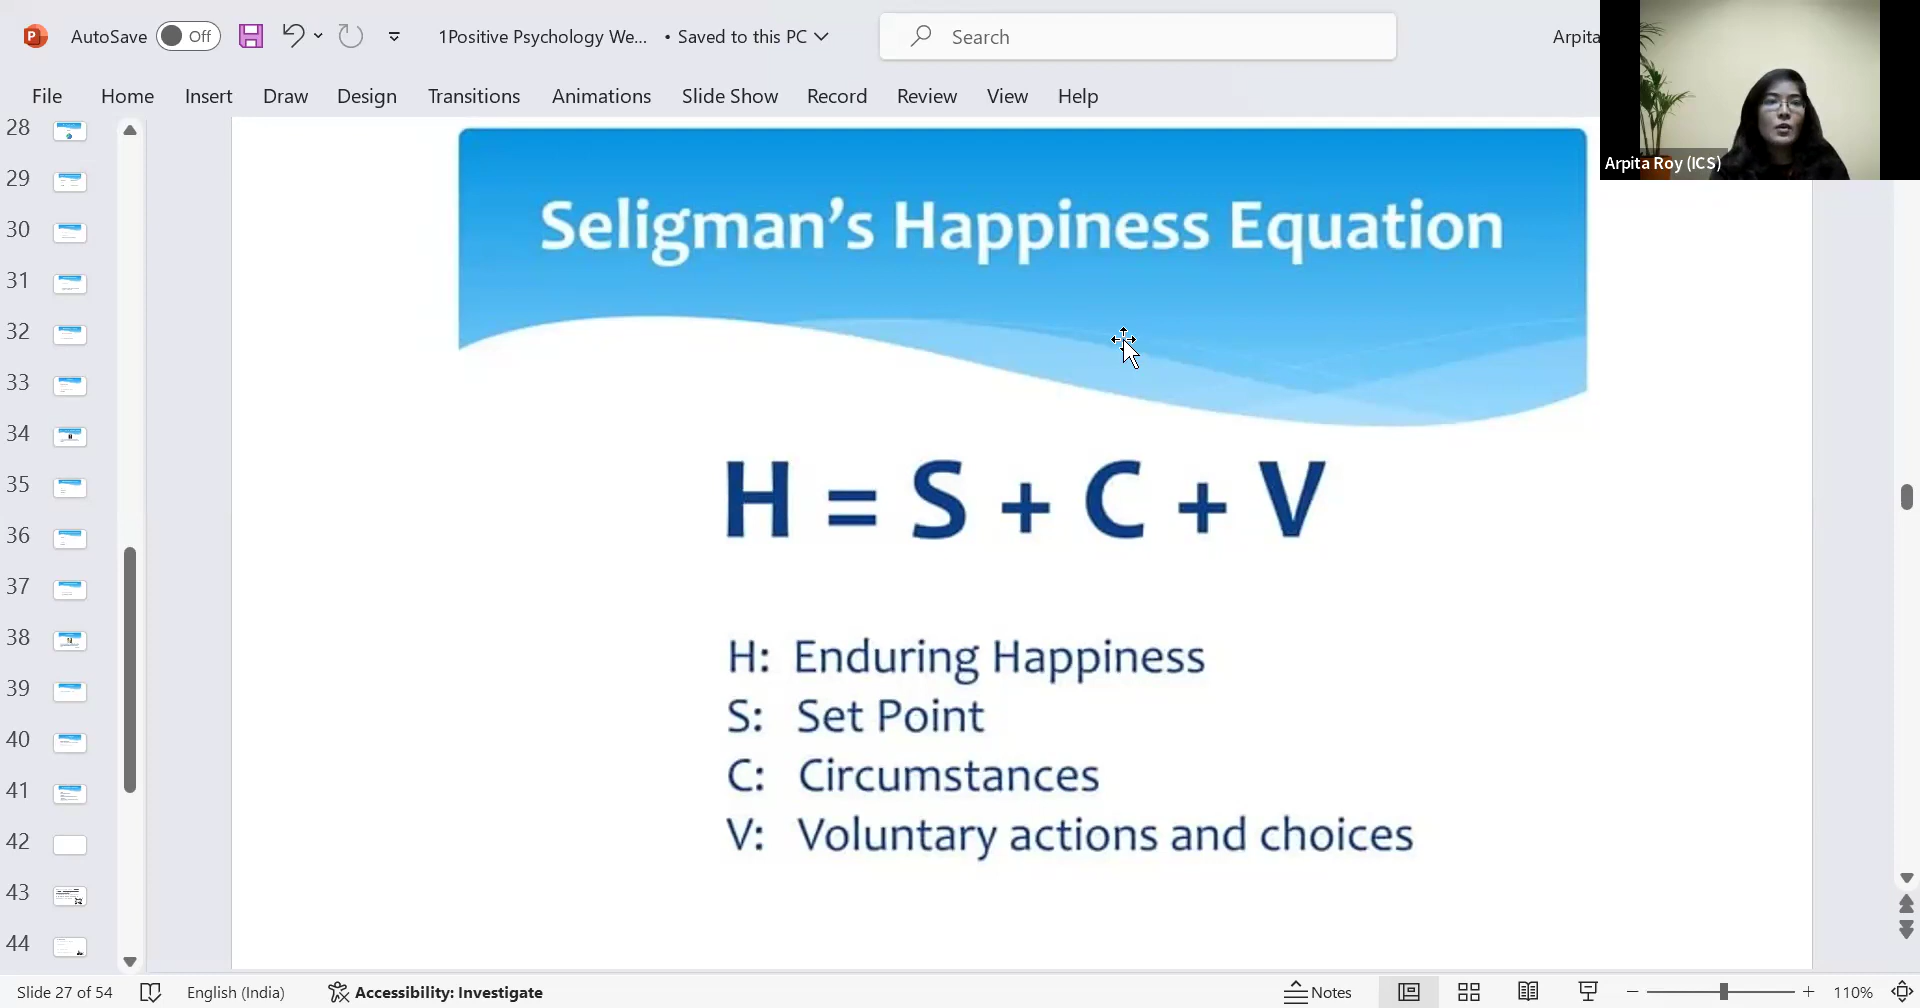 AutoSave Off 1Positive Psychology We... • Saved to this PC Search Arpita
File Home Insert Draw Design Transitions Animations Slide Show Record Review View Help
Arpita Roy (ICS)
28
29
30
31
32
33
34
35
36
37
38
39
40
41
42
43
44
Seligman’s Happiness Equation
H = S + C + V
H: Enduring Happiness
S: Set Point
C: Circumstances
V: Voluntary actions and choices
Slide 27 of 54 English (India) Accessibility: Investigate Notes 110%